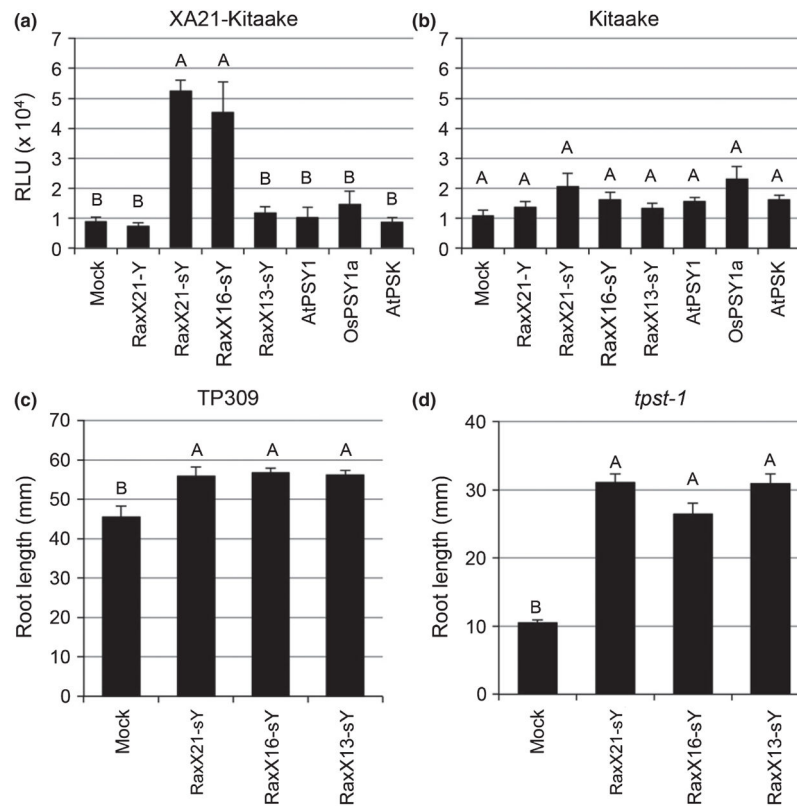 (a) XA21-Kitaake
RLU (x 10⁴)
7
6
5
4
3
2
1
0
B B A A B B B B
Mock
RaxX21-Y
RaxX21-sY
RaxX16-sY
RaxX13-sY
AtPSY1
OsPSY1a
AtPSK
(b) Kitaake
7
6
5
4
3
2
1
0
A A A A A A A A
Mock
RaxX21-Y
RaxX21-sY
RaxX16-sY
RaxX13-sY
AtPSY1
OsPSY1a
AtPSK
(c) TP309
Root length (mm)
70
60
50
40
30
20
10
0
B A A A
Mock
RaxX21-sY
RaxX16-sY
RaxX13-sY
(d) tpst-1
Root length (mm)
40
30
20
10
0
B A A A
Mock
RaxX21-sY
RaxX16-sY
RaxX13-sY